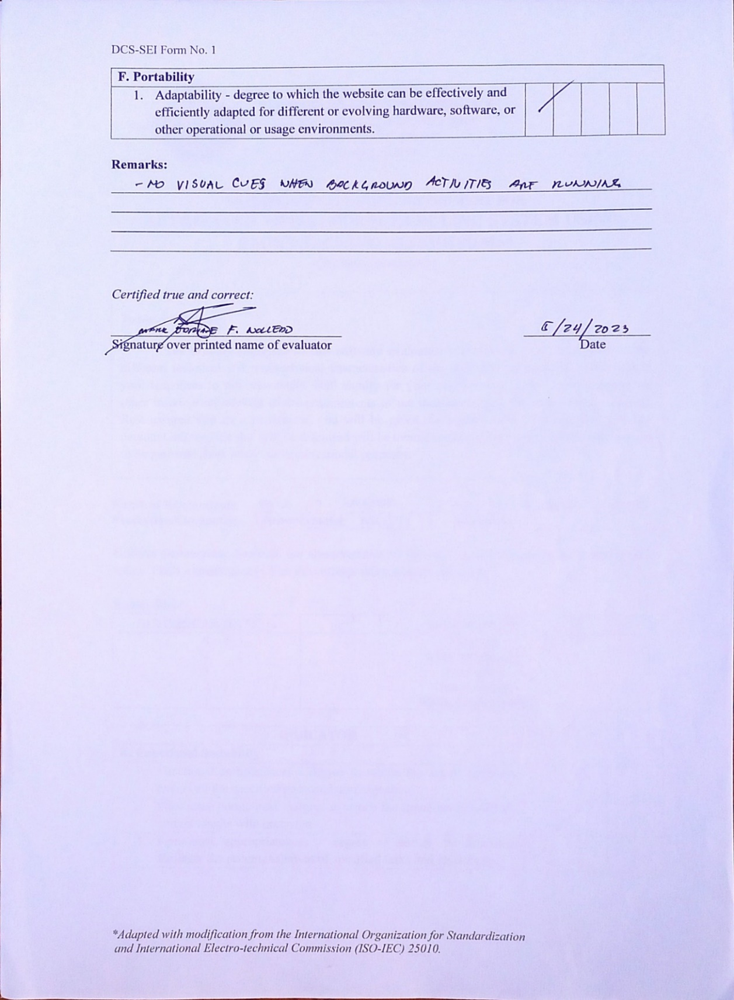 DCS-SEI Form No. 1
F. Portability
1. Adaptability - degree to which the website can be effectively and
efficiently adapted for different or evolving hardware, software, or
other operational or usage environments.
Remarks:
- NO VISUAL CUES WHEN BACKGROUND ACTIVITIES ARE RUNNING
Certified true and correct:
MARK F. NOLLEDO
/24/2023
Signature over printed name of evaluator
Date
*Adapted with modification from the International Organization for Standardization
and International Electro-technical Commission (ISO-IEC) 25010.